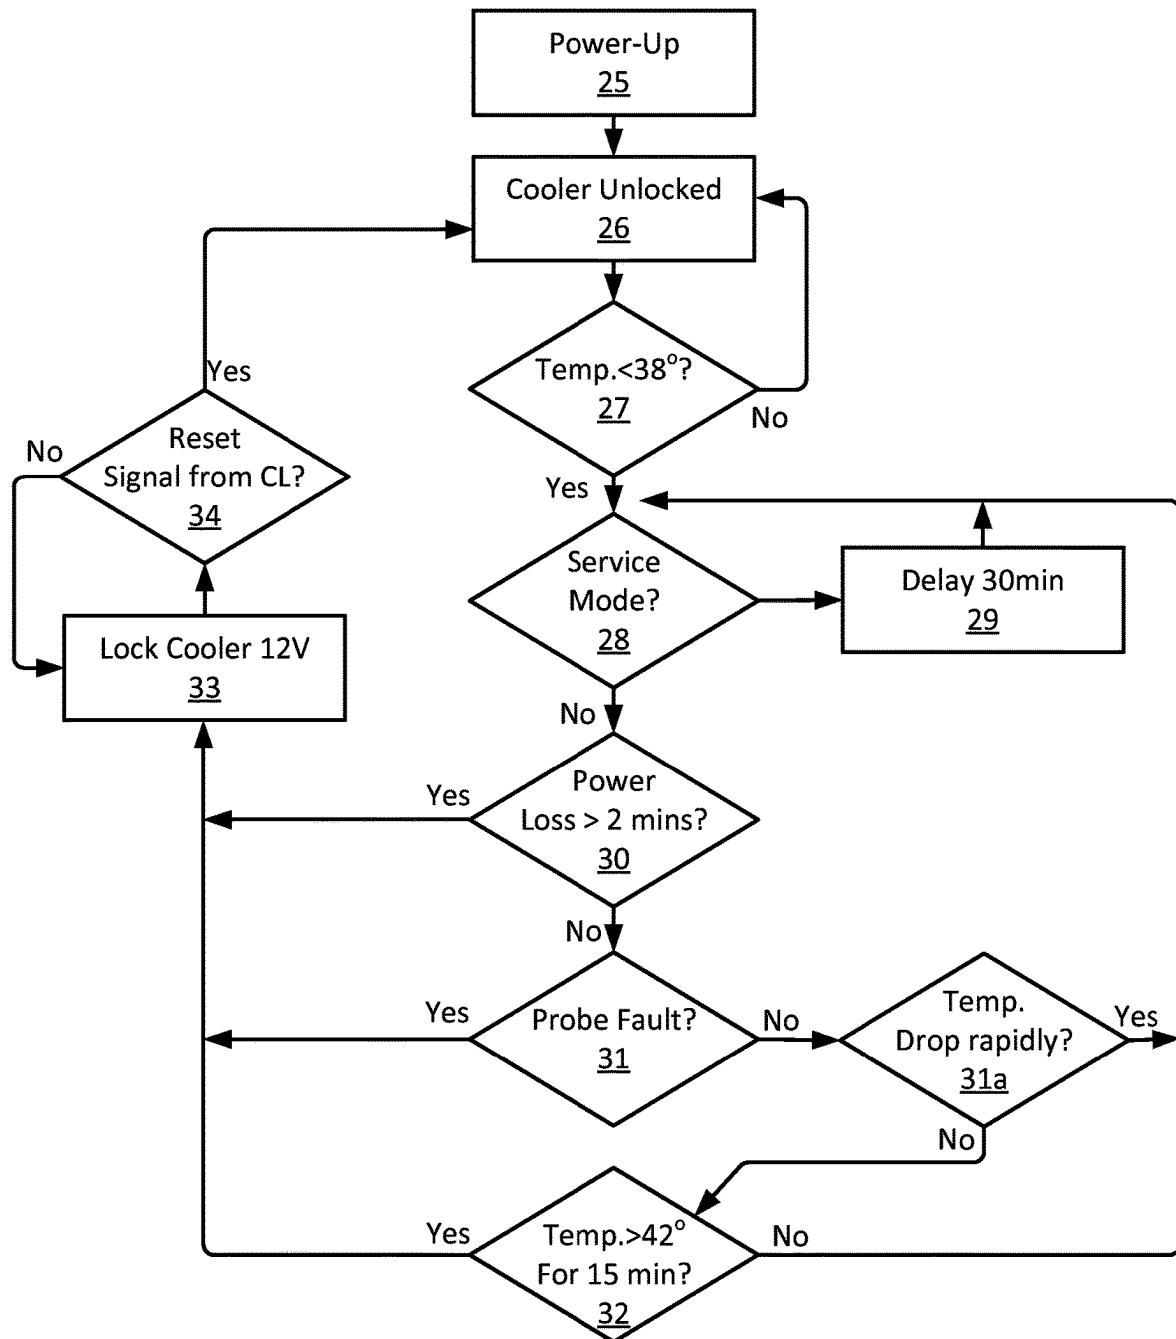 Power-Up
25
Cooler Unlocked
26
Temp.<38°?
27
No
Yes
Yes
No
Reset
Signal from CL?
34
Service
Mode?
28
Delay 30min
29
Lock Cooler 12V
33
No
Power
Loss > 2 mins?
30
Yes
No
Probe Fault?
31
Yes
No
Temp.
Drop rapidly?
31a
Yes
No
Temp.>42°
For 15 min?
32
Yes
No